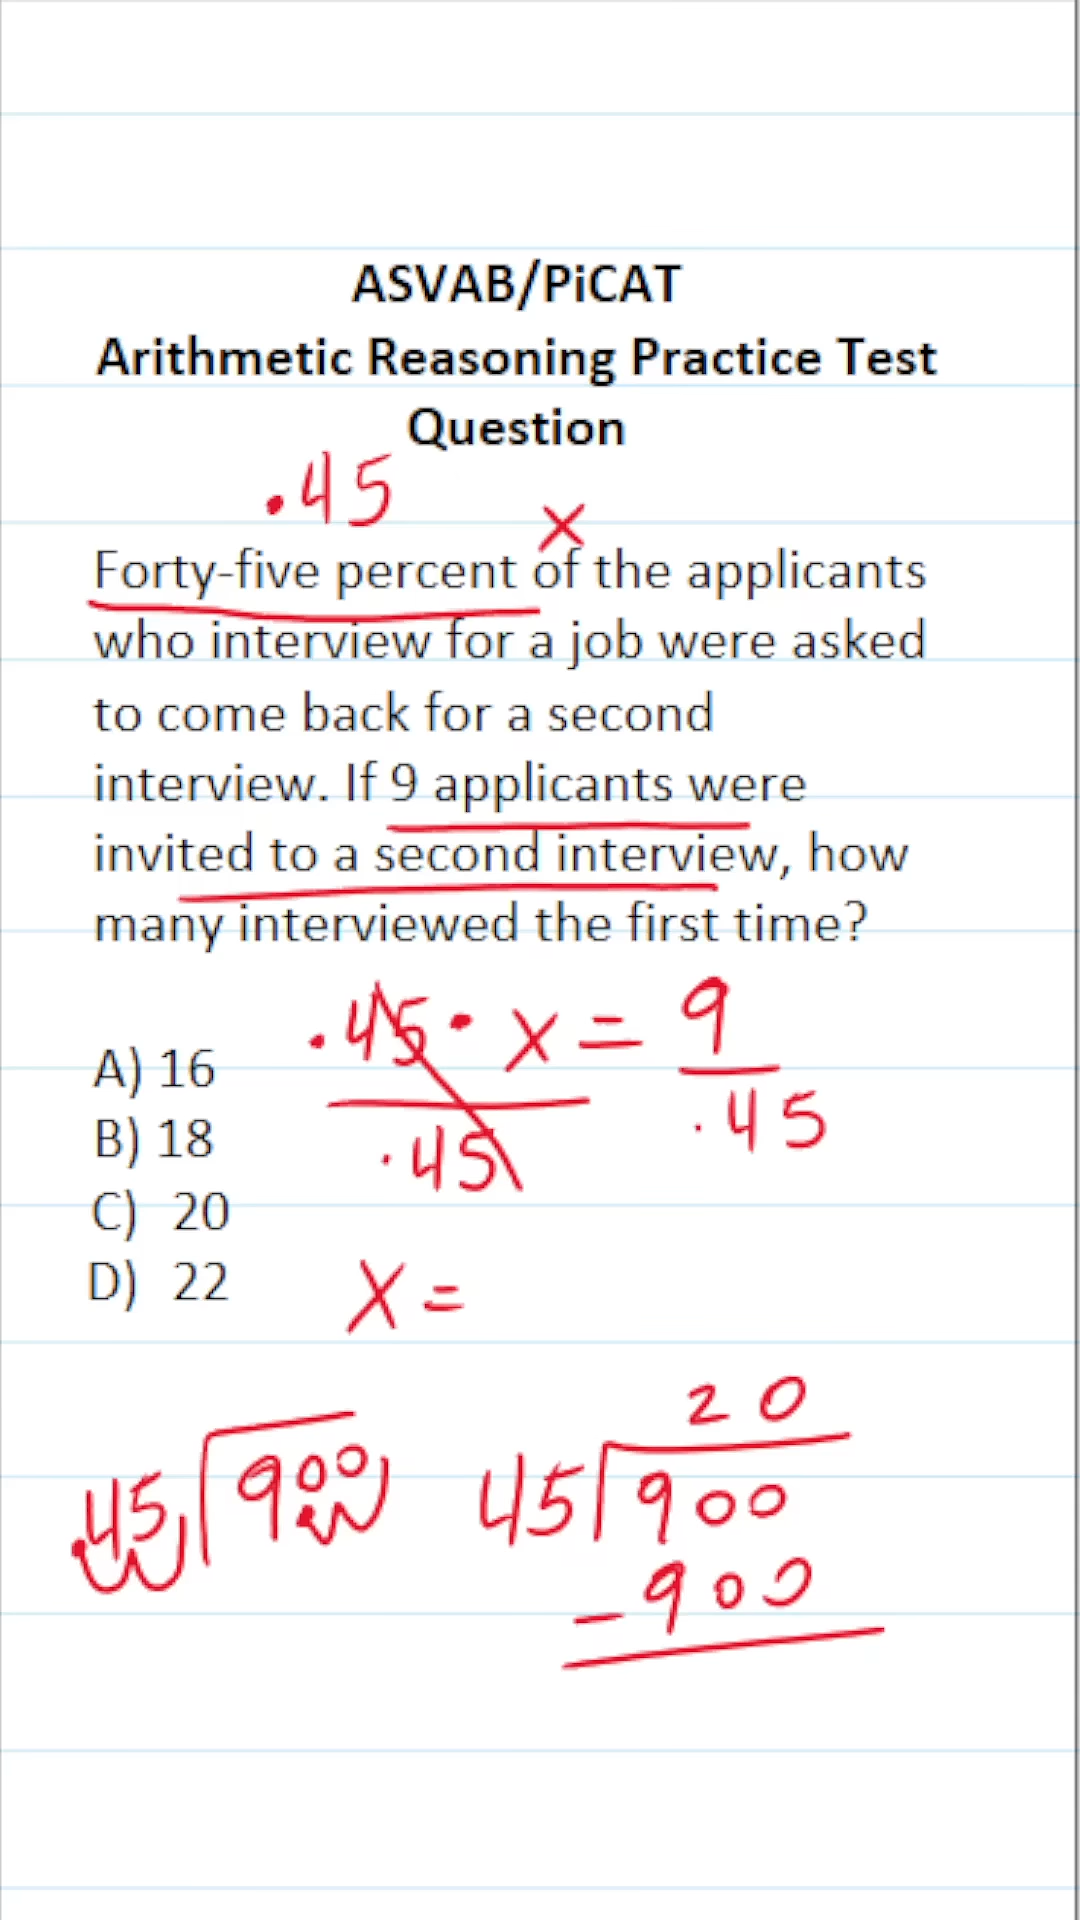 ASVAB/PiCAT
Arithmetic Reasoning Practice Test
Question
.45
x
Forty-five percent of the applicants
who interview for a job were asked
to come back for a second
interview. If 9 applicants were
invited to a second interview, how
many interviewed the first time?
.45 · x = 9
.45 .45
A) 16
B) 18
C) 20
D) 22
x =
20
.45 900. 45 900
- 900